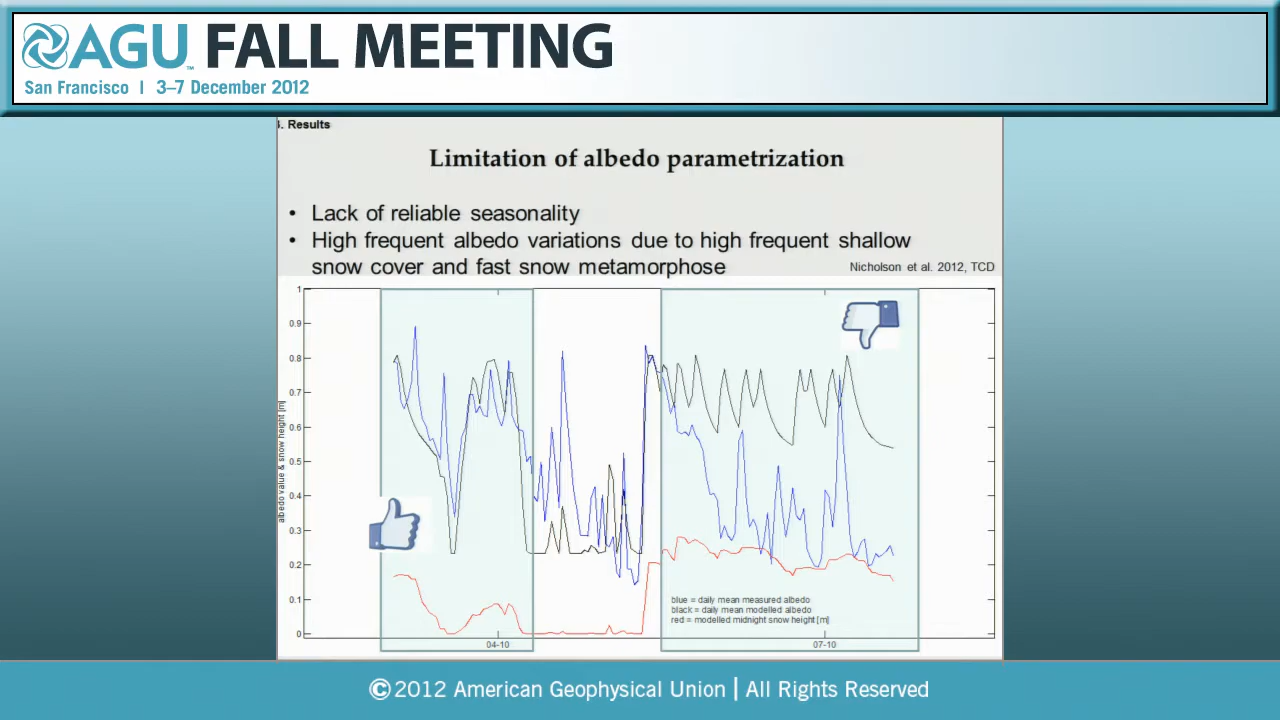 AGU FALL MEETING
San Francisco | 3–7 December 2012
. Results
Limitation of albedo parametrization
• Lack of reliable seasonality
• High frequent albedo variations due to high frequent shallow
snow cover and fast snow metamorphose
Nicholson et al. 2012, TCD
1
0.9
0.8
0.7
0.6
0.5
0.4
0.3
0.2
0.1
0
albedo value & snow height [m]
blue = daily mean measured albedo
black = daily mean modelled albedo
red = modelled midnight snow height [m]
04-10
07-10
©2012 American Geophysical Union | All Rights Reserved